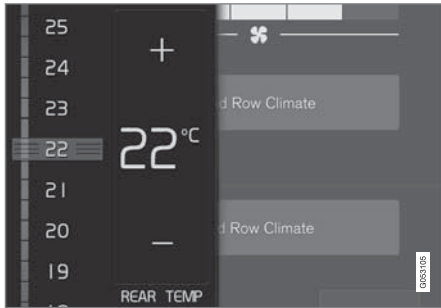 25
24
23
22
21
20
19
+
22°C
−
REAR TEMP
d Row Climate
d Row Climate
G053105